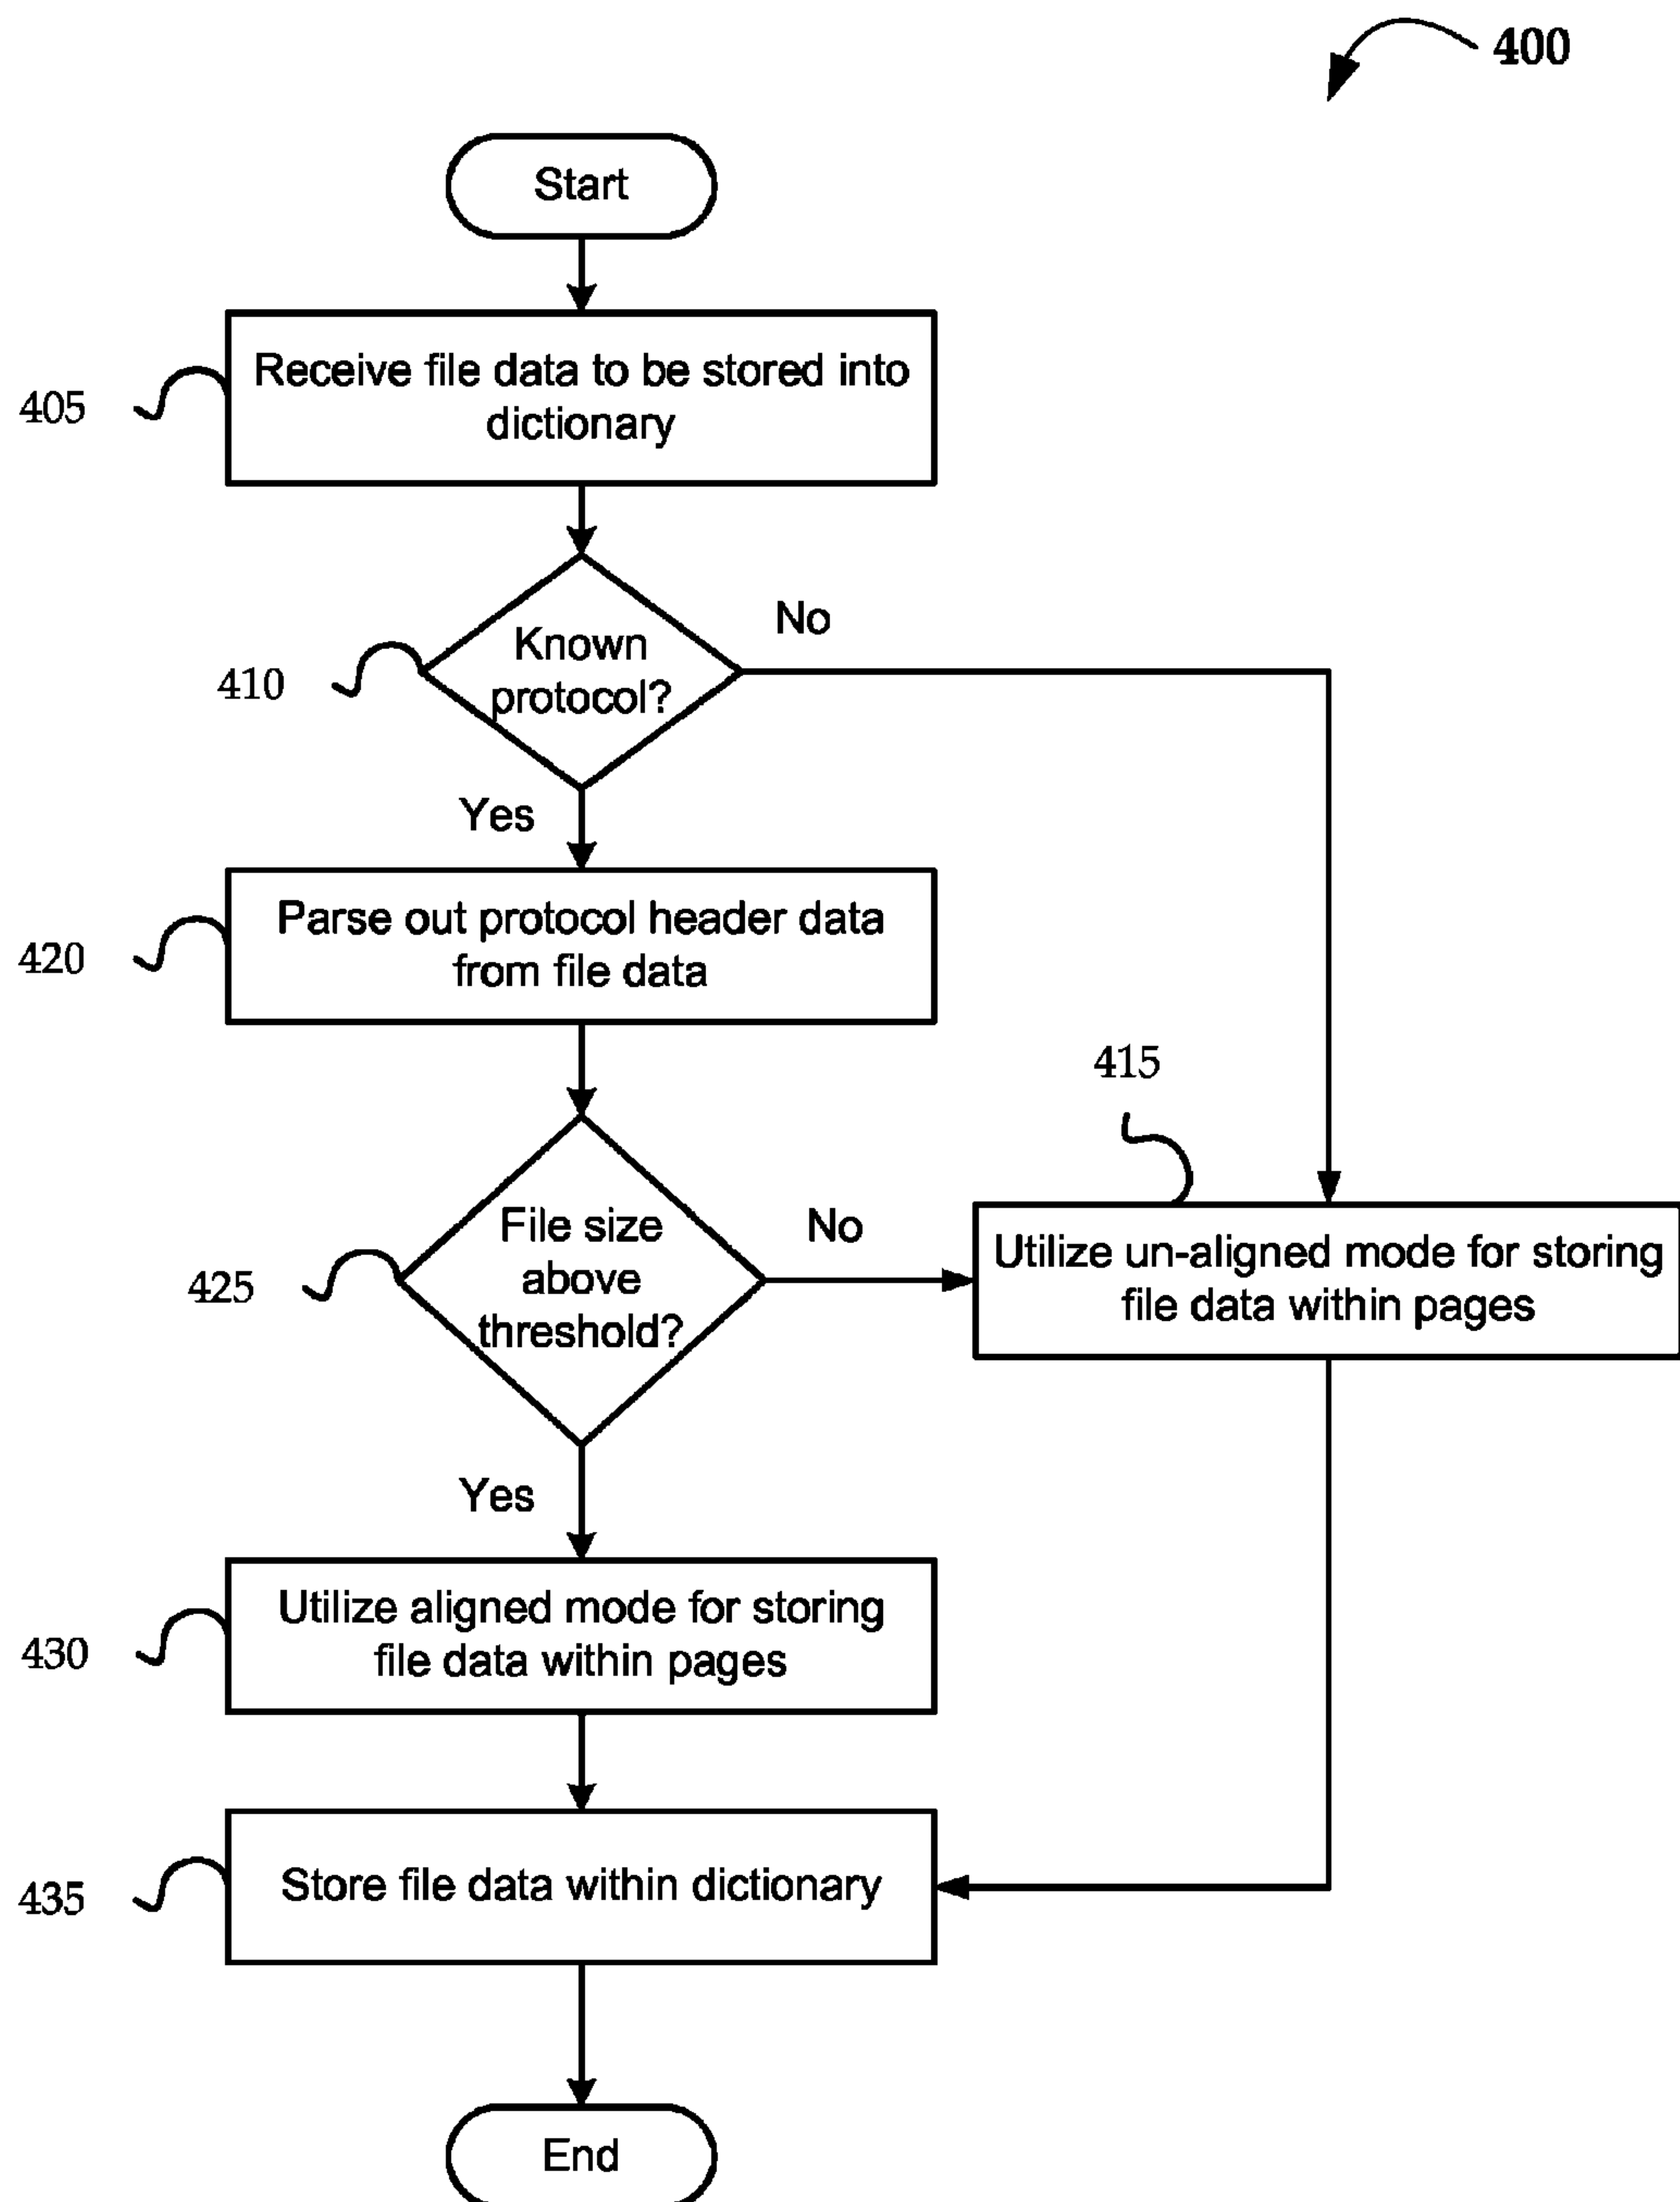 400
Start
405
Receive file data to be stored into
dictionary
410
Known
protocol?
No
Yes
420
Parse out protocol header data
from file data
415
425
File size
above
threshold?
No
Utilize un-aligned mode for storing
file data within pages
Yes
430
Utilize aligned mode for storing
file data within pages
435
Store file data within dictionary
End